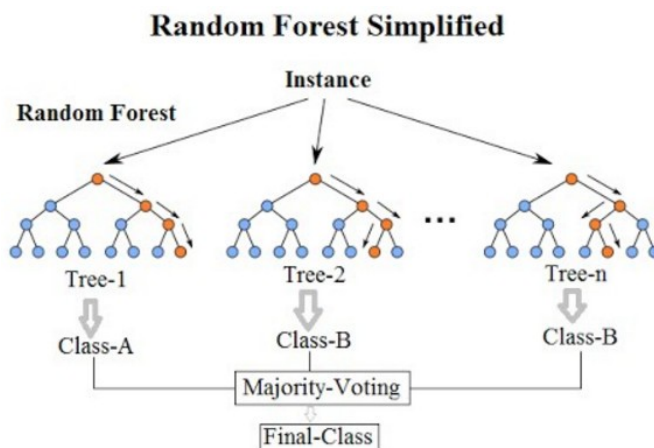 Random Forest Simplified
Instance
Random Forest
...
Tree-1
Tree-2
Tree-n
Class-A
Class-B
Class-B
Majority-Voting
Final-Class